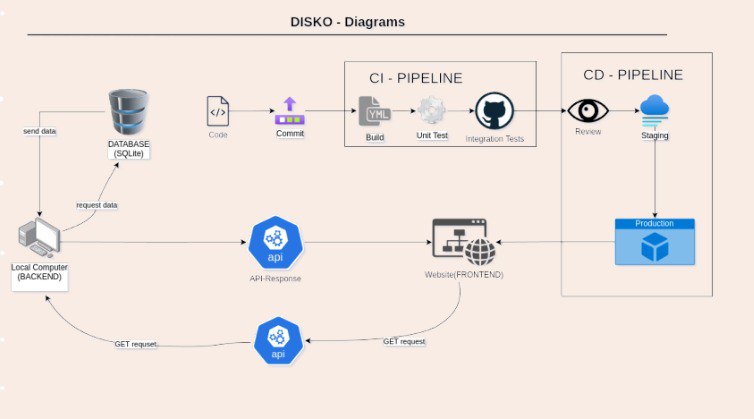 DISKO - Diagrams
CI - PIPELINE
CD - PIPELINE
Code
Commit
YML
Build
Unit Test
Integration Tests
Review
Staging
send data
DATABASE
(SQLite)
request data
Local Computer
(BACKEND)
api
API-Response
Website(FRONTEND)
Production
GET requset
api
GET request